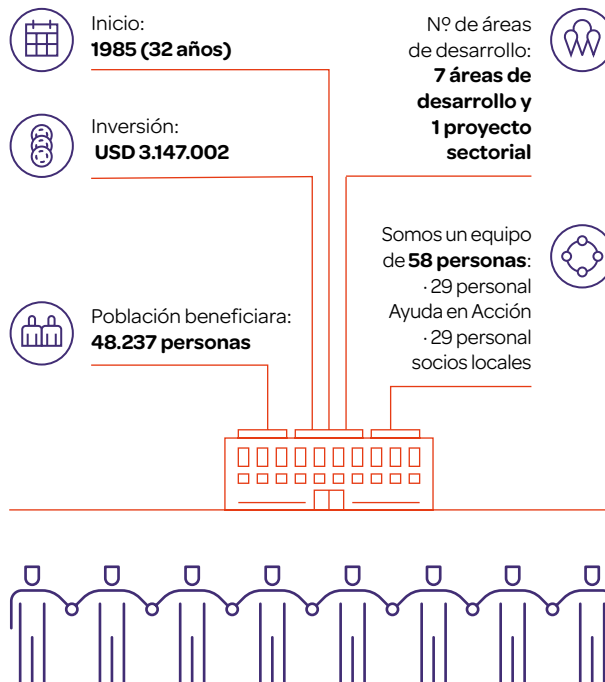 Inicio:
1985 (32 años)
Inversión:
USD 3.147.002
Población beneficiara:
48.237 personas
Nº de áreas
de desarrollo:
7 áreas de
desarrollo y
1 proyecto
sectorial
Somos un equipo
de 58 personas:
· 29 personal
Ayuda en Acción
· 29 personal
socios locales